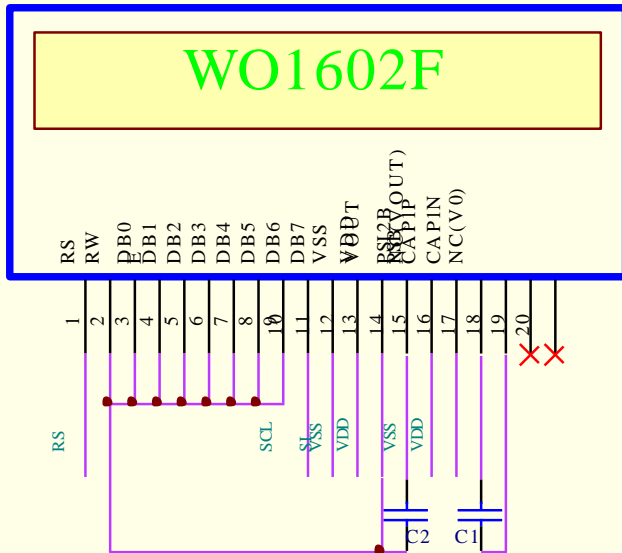 WO1602F
RS
RW
DB0
E
DB1
DB2
DB3
DB4
DB5
DB6
DB7
VSS
VDD
VOUT
PSI2B
CAP1P
CAP1N
NC(V0)
1
2
3
4
5
6
7
8
9
10
11
12
13
14
15
16
17
18
19
20
RS
SCL
VSS
VDD
VSS
VDD
C2
C1